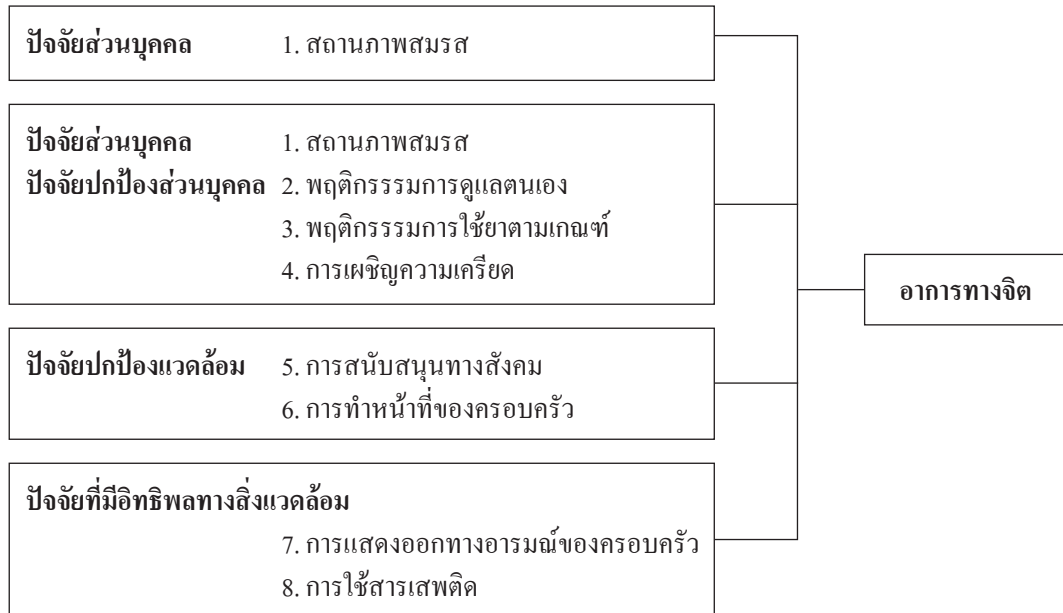 ปัจจัยส่วนบุคคล 1. สถานภาพสมรส
ปัจจัยส่วนบุคคล 1. สถานภาพสมรส
ปัจจัยปกป้องส่วนบุคคล 2. พฤติกรรรมการดูแลตนเอง
3. พฤติกรรรมการใช้ยาตามเกณฑ์
4. การเผชิญความเครียด
อาการทางจิต
ปัจจัยปกป้องแวดล้อม 5. การสนับสนุนทางสังคม
6. การทำหน้าที่ของครอบครัว
ปัจจัยที่มีอิทธิพลทางสิ่งแวดล้อม
7. การแสดงออกทางอารมณ์ของครอบครัว
8. การใช้สารเสพติด